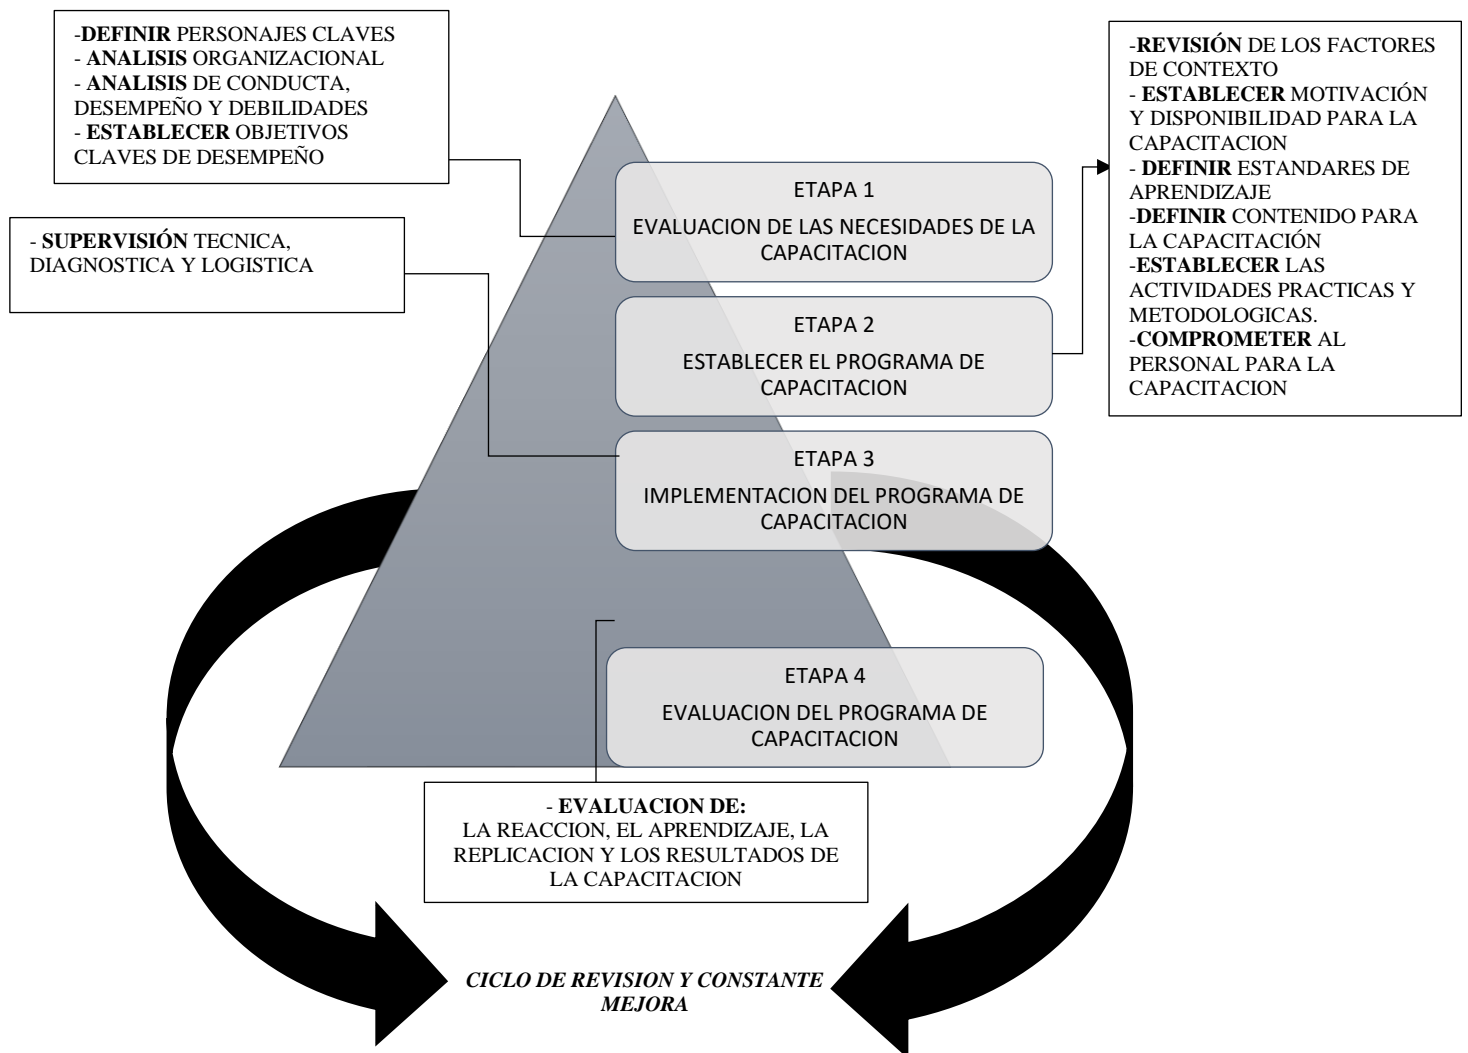 -DEFINIR PERSONAJES CLAVES
- ANALISIS ORGANIZACIONAL
- ANALISIS DE CONDUCTA,
DESEMPEÑO Y DEBILIDADES
- ESTABLECER OBJETIVOS
CLAVES DE DESEMPEÑO
- SUPERVISIÓN TECNICA,
DIAGNOSTICA Y LOGISTICA
ETAPA 1
EVALUACION DE LAS NECESIDADES DE LA
CAPACITACION
ETAPA 2
ESTABLECER EL PROGRAMA DE
CAPACITACION
-REVISIÓN DE LOS FACTORES
DE CONTEXTO
- ESTABLECER MOTIVACIÓN
Y DISPONIBILIDAD PARA LA
CAPACITACION
- DEFINIR ESTANDARES DE
APRENDIZAJE
-DEFINIR CONTENIDO PARA
LA CAPACITACIÓN
-ESTABLECER LAS
ACTIVIDADES PRACTICAS Y
METODOLOGICAS.
-COMPROMETER AL
PERSONAL PARA LA
CAPACITACION
ETAPA 3
IMPLEMENTACION DEL PROGRAMA DE
CAPACITACION
ETAPA 4
EVALUACION DEL PROGRAMA DE
CAPACITACION
- EVALUACION DE:
LA REACCION, EL APRENDIZAJE, LA
REPLICACION Y LOS RESULTADOS DE
LA CAPACITACION
CICLO DE REVISION Y CONSTANTE
MEJORA